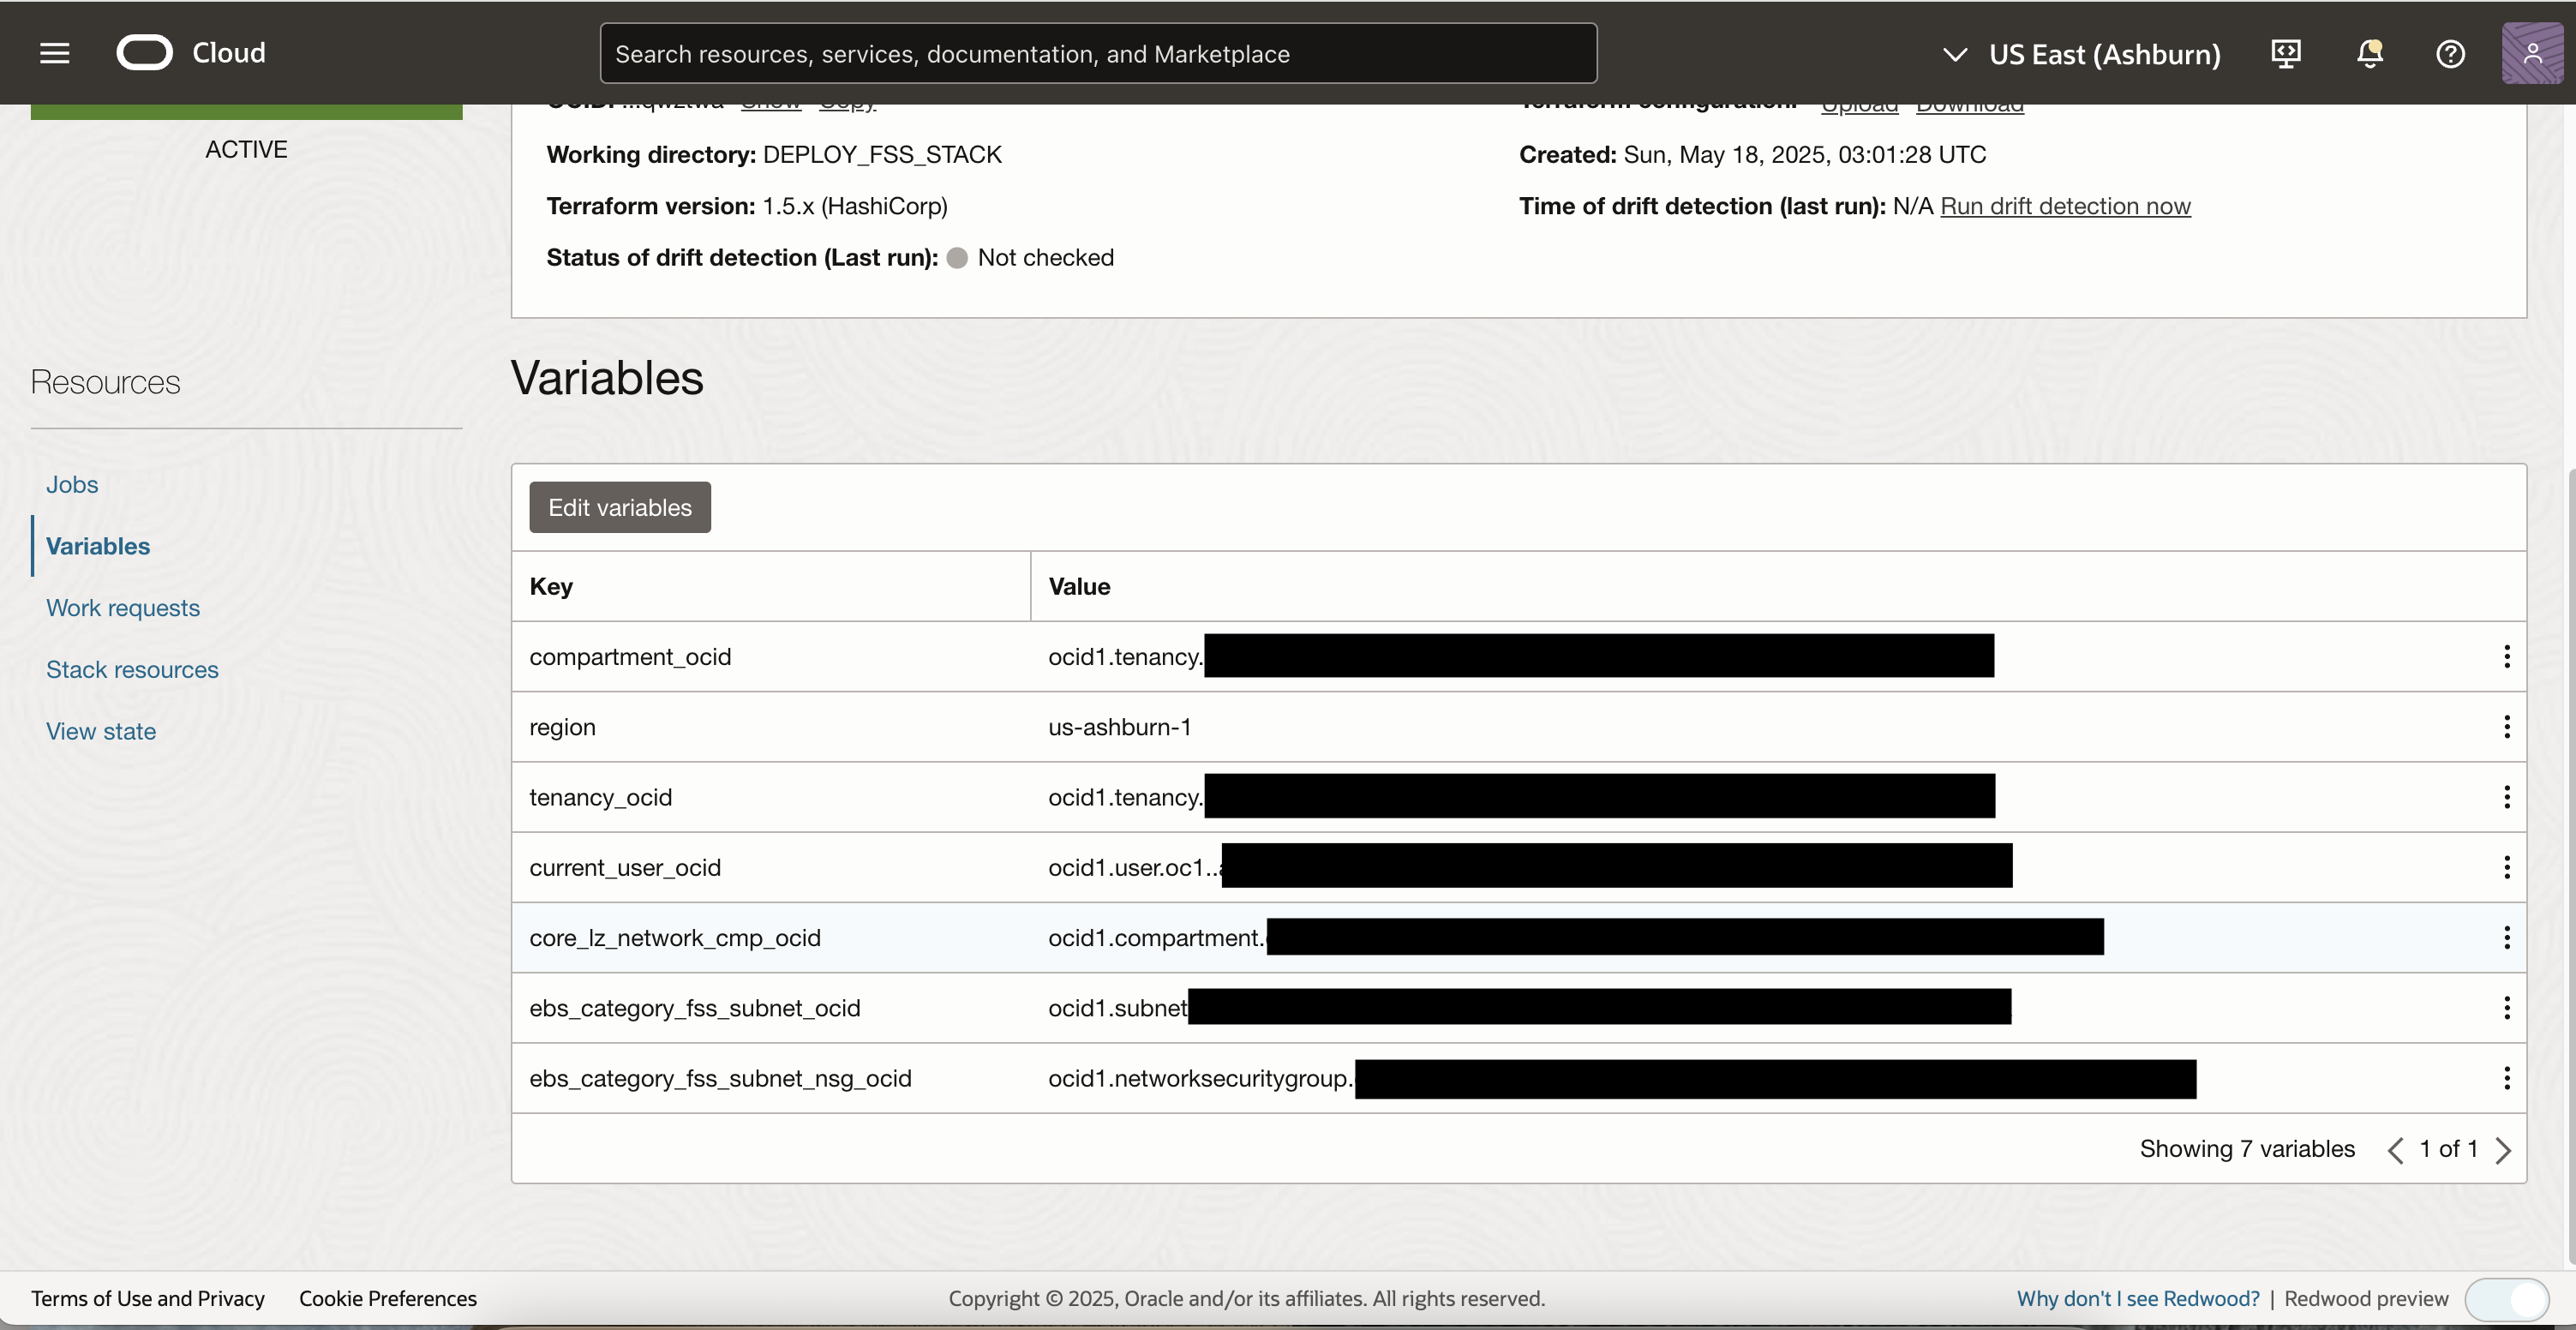 Cloud
Search resources, services, documentation, and Marketplace
US East (Ashburn)
OCID: ...qwztwa Show Copy
Terraform configuration: Upload Download
ACTIVE
Working directory: DEPLOY_FSS_STACK
Created: Sun, May 18, 2025, 03:01:28 UTC
Terraform version: 1.5.x (HashiCorp)
Time of drift detection (last run): N/A Run drift detection now
Status of drift detection (Last run): Not checked
Resources
Jobs
Variables
Work requests
Stack resources
View state
Variables
Edit variables
Key Value
compartment_ocid ocid1.tenancy.
region us-ashburn-1
tenancy_ocid ocid1.tenancy.
current_user_ocid ocid1.user.oc1..
core_lz_network_cmp_ocid ocid1.compartment.
ebs_category_fss_subnet_ocid ocid1.subnet
ebs_category_fss_subnet_nsg_ocid ocid1.networksecuritygroup.
Showing 7 variables 1 of 1
Terms of Use and Privacy Cookie Preferences
Copyright © 2025, Oracle and/or its affiliates. All rights reserved.
Why don't I see Redwood? | Redwood preview